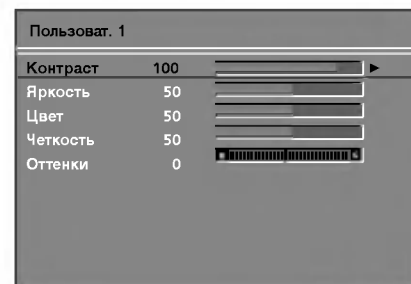 Пользоват. 1
Контраст 100
Яркость 50
Цвет 50
Четкость 50
Оттенки 0